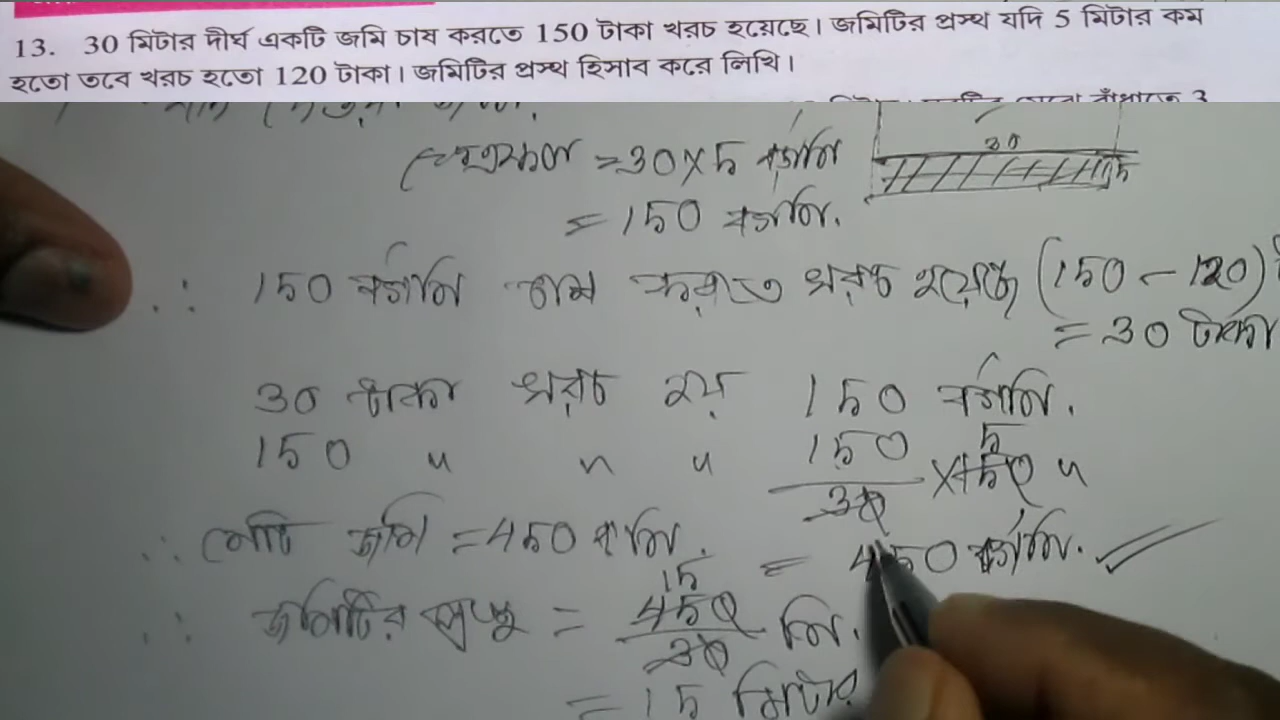 13. 30 মিটার দীর্ঘ একটি জমি চাষ করতে 150 টাকা খরচ হয়েছে। জমিটির প্রস্থ যদি 5 মিটার কম
হতো তবে খরচ হতো 120 টাকা। জমিটির প্রস্থ হিসাব করে লিখি।
ক্ষেত্রফল = 30 × 5 বর্গমি
30
5
= 150 বর্গমি.
∴ 150 বর্গমি চাষ করতে খরচ হয়েছে (150 - 120)
= 30 টাকা
30 টাকা খরচ হয় 150 বর্গমি.
150 " " " 150/30 × 150 "
5
∴ মোট জমি = 450 বর্গমি.
= 450 বর্গমি.
∴ জমিটির প্রস্থ = 450/30 মি.
15
= 15 মিটার